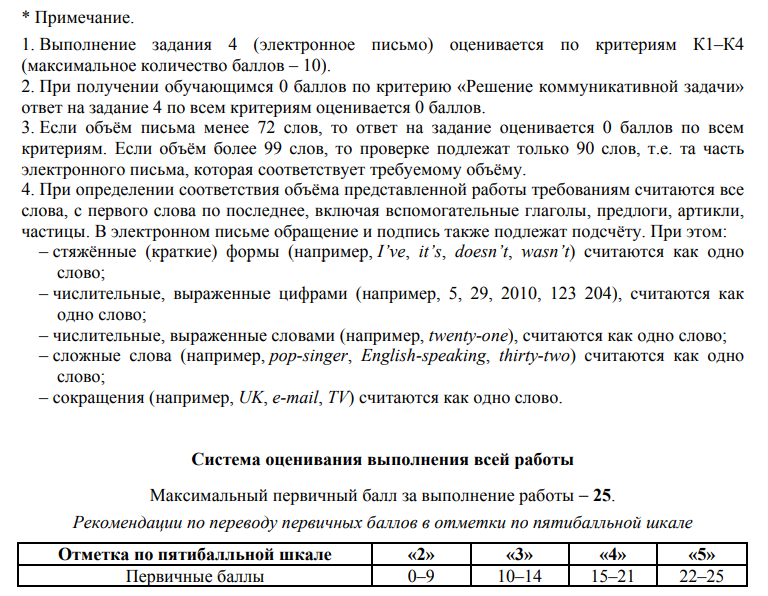 * Примечание.
1. Выполнение задания 4 (электронное письмо) оценивается по критериям К1–К4
(максимальное количество баллов – 10).
2. При получении обучающимся 0 баллов по критерию «Решение коммуникативной задачи»
ответ на задание 4 по всем критериям оценивается 0 баллов.
3. Если объём письма менее 72 слов, то ответ на задание оценивается 0 баллов по всем
критериям. Если объём более 99 слов, то проверке подлежат только 90 слов, т.е. та часть
электронного письма, которая соответствует требуемому объёму.
4. При определении соответствия объёма представленной работы требованиям считаются все
слова, с первого слова по последнее, включая вспомогательные глаголы, предлоги, артикли,
частицы. В электронном письме обращение и подпись также подлежат подсчёту. При этом:
– стяжённые (краткие) формы (например, I’ve, it’s, doesn’t, wasn’t) считаются как одно
слово;
– числительные, выраженные цифрами (например, 5, 29, 2010, 123 204), считаются как
одно слово;
– числительные, выраженные словами (например, twenty-one), считаются как одно слово;
– сложные слова (например, pop-singer, English-speaking, thirty-two) считаются как одно
слово;
– сокращения (например, UK, e-mail, TV) считаются как одно слово.
Система оценивания выполнения всей работы
Максимальный первичный балл за выполнение работы – 25.
Рекомендации по переводу первичных баллов в отметки по пятибалльной шкале
Отметка по пятибалльной шкале «2» «3» «4» «5»
Первичные баллы 0–9 10–14 15–21 22–25